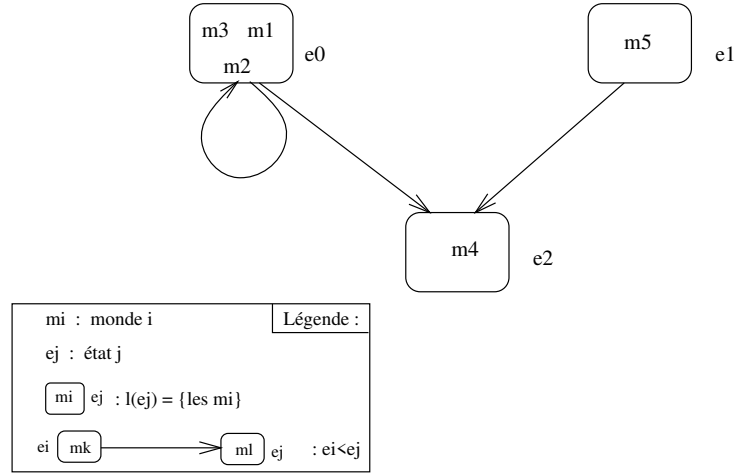 m3 m1
m2
e0
m5
e1
m4
e2
Légende :
mi : monde i
ej : état j
mi ej : l(ej) = {les mi}
ei mk ml ej : ei<ej